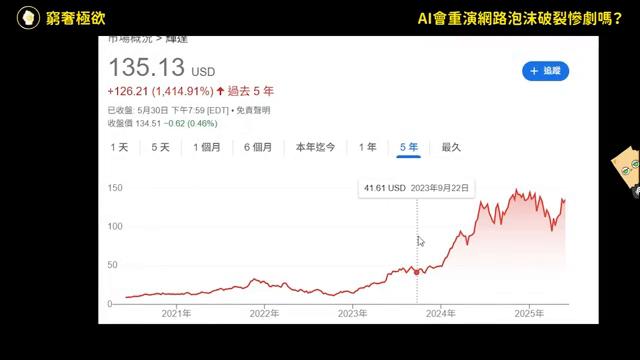 窮奢極欲
AI會重演網路泡沫破裂慘劇嗎?
市場概況 > 輝達
135.13 USD
+ 追蹤
+126.21 (1,414.91%) ↑ 過去 5 年
已收盤: 5月30日 下午7:59 [EDT] • 免責聲明
收盤價 134.51 −0.62 (0.46%)
1 天 5 天 1 個月 6 個月 本年迄今 1 年 5 年 最久
41.61 USD 2023年9月22日
150
100
50
0
2021年 2022年 2023年 2024年 2025年